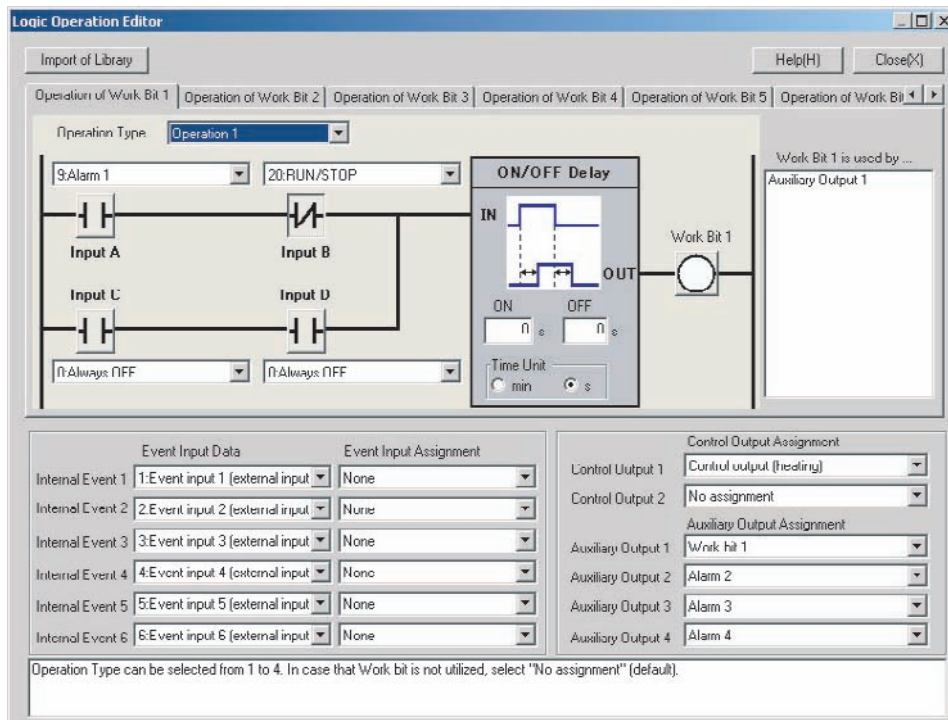 Logic Operation Editor
Import of Library
Help(H)
Close(X)
Operation of Work Bit 1
Operation of Work Bit 2
Operation of Work Bit 3
Operation of Work Bit 4
Operation of Work Bit 5
Operation of Work Bit
Operation Type
Operation 1
9:Alarm 1
20:RUN/STOP
Input A
Input B
Input C
Input D
0:Always OFF
0:Always OFF
ON/OFF Delay
IN
OUT
ON
OFF
0 s
0 s
Time Unit
min
s
Work Bit 1
Work Bit 1 is used by ...
Auxiliary Output 1
Event Input Data
Event Input Assignment
Internal Event 1 1:Event input 1 (external input None
Internal Event 2 2:Event input 2 (external input None
Internal Event 3 3:Event input 3 (external input None
Internal Event 4 4:Event input 4 (external input None
Internal Event 5 5:Event input 5 (external input None
Internal Event 6 6:Event input 6 (external input None
Control Output Assignment
Control Output 1 Control output (heating)
Control Output 2 No assignment
Auxiliary Output Assignment
Auxiliary Output 1 Work bit 1
Auxiliary Output 2 Alarm 2
Auxiliary Output 3 Alarm 3
Auxiliary Output 4 Alarm 4
Operation Type can be selected from 1 to 4. In case that Work bit is not utilized, select "No assignment" (default).